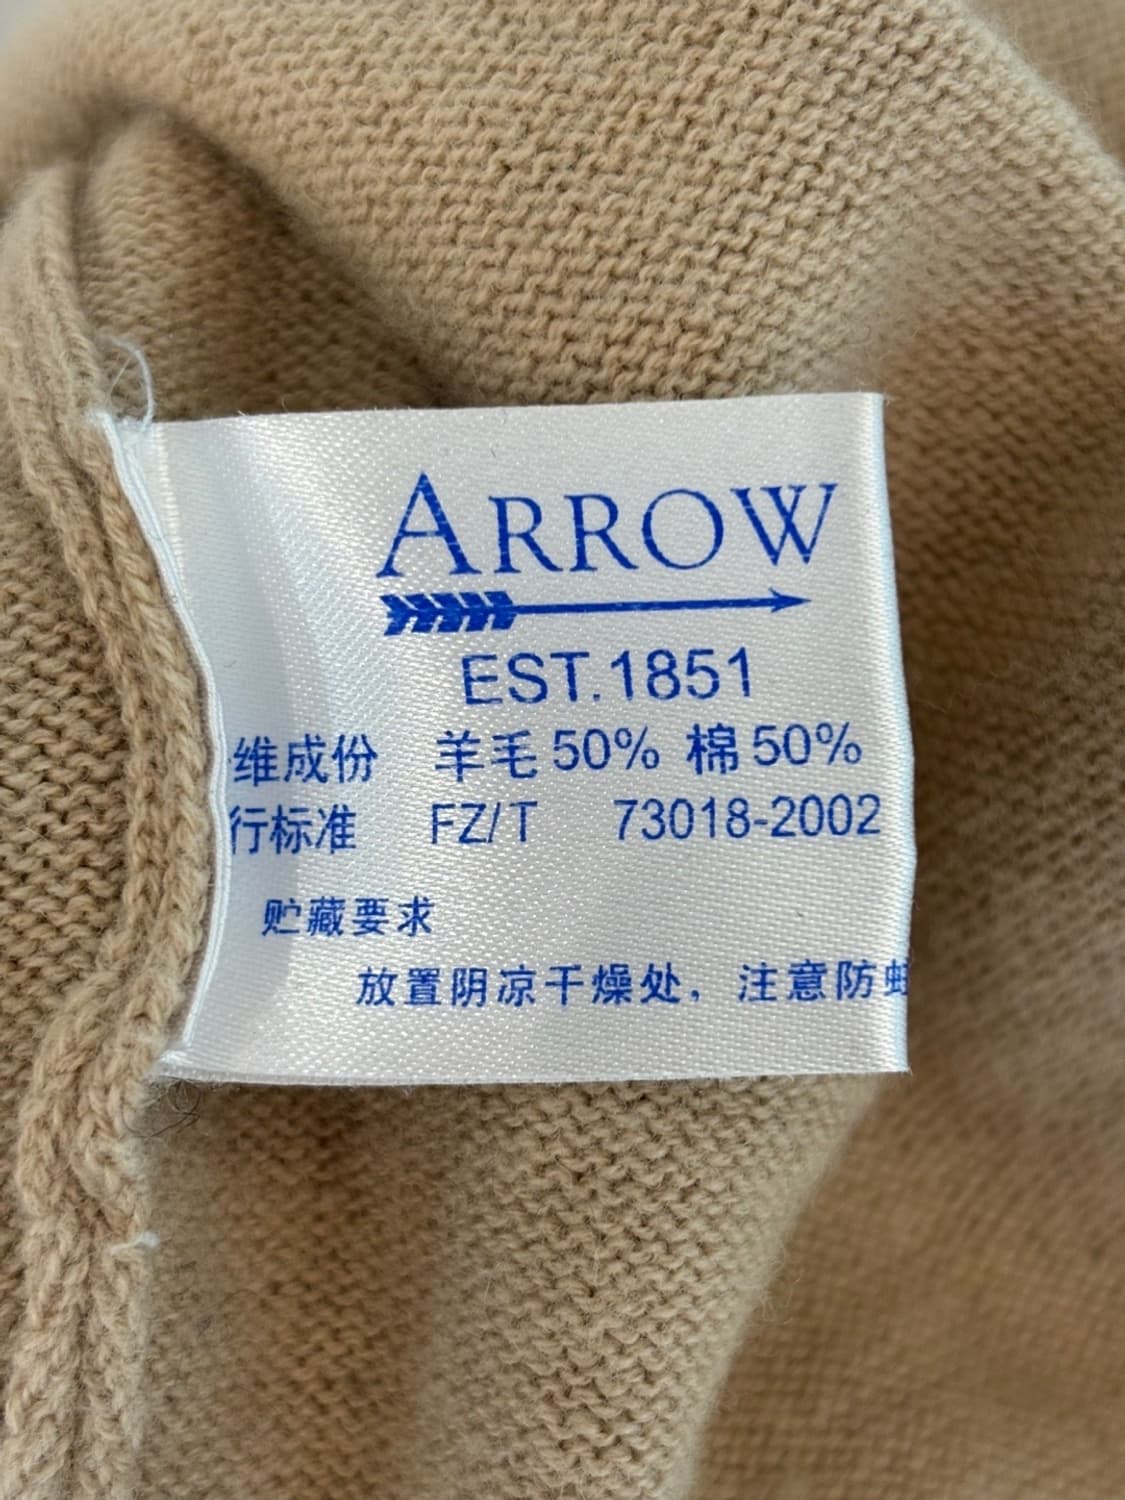 ARROW
EST.1851
维成份 羊毛50% 棉50%
行标准 FZ/T 73018-2002
贮藏要求
放置阴凉干燥处，注意防